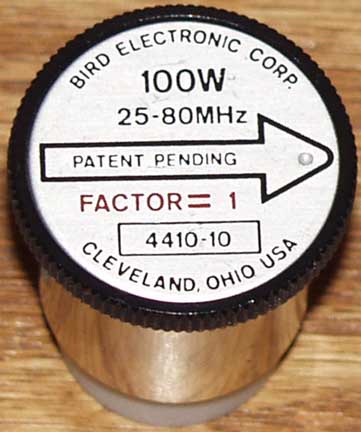 BIRD ELECTRONIC CORP.
100W
25-80MHz
PATENT PENDING
FACTOR = 1
4410-10
CLEVELAND, OHIO USA